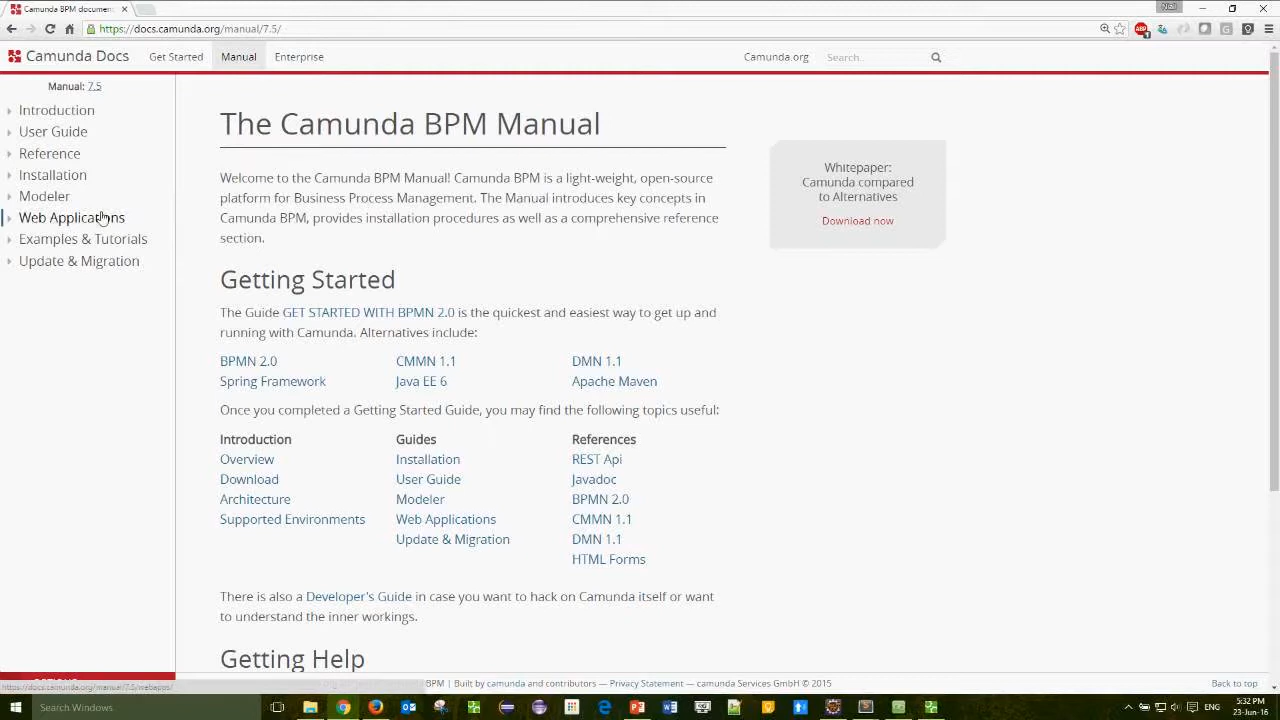 Camunda BPM documen
Niall
https://docs.camunda.org/manual/7.5/
Camunda Docs
Get Started
Manual
Enterprise
Camunda.org
Search..
Manual: 7.5
Introduction
User Guide
Reference
Installation
Modeler
Web Applications
Examples & Tutorials
Update & Migration
The Camunda BPM Manual
Welcome to the Camunda BPM Manual! Camunda BPM is a light-weight, open-source
platform for Business Process Management. The Manual introduces key concepts in
Camunda BPM, provides installation procedures as well as a comprehensive reference
section.
Whitepaper:
Camunda compared
to Alternatives
Download now
Getting Started
The Guide GET STARTED WITH BPMN 2.0 is the quickest and easiest way to get up and
running with Camunda. Alternatives include:
BPMN 2.0 CMMN 1.1 DMN 1.1
Spring Framework Java EE 6 Apache Maven
Once you completed a Getting Started Guide, you may find the following topics useful:
Introduction Guides References
Overview Installation REST Api
Download User Guide Javadoc
Architecture Modeler BPMN 2.0
Supported Environments Web Applications CMMN 1.1
Update & Migration DMN 1.1
HTML Forms
There is also a Developer's Guide in case you want to hack on Camunda itself or want
to understand the inner workings.
Getting Help
https://docs.camunda.org/manual/7.5/webapps/
BPM | Built by camunda and contributors — Privacy Statement — camunda Services GmbH © 2015
Back to top
Search Windows
ENG
5:32 PM
23-Jun-16